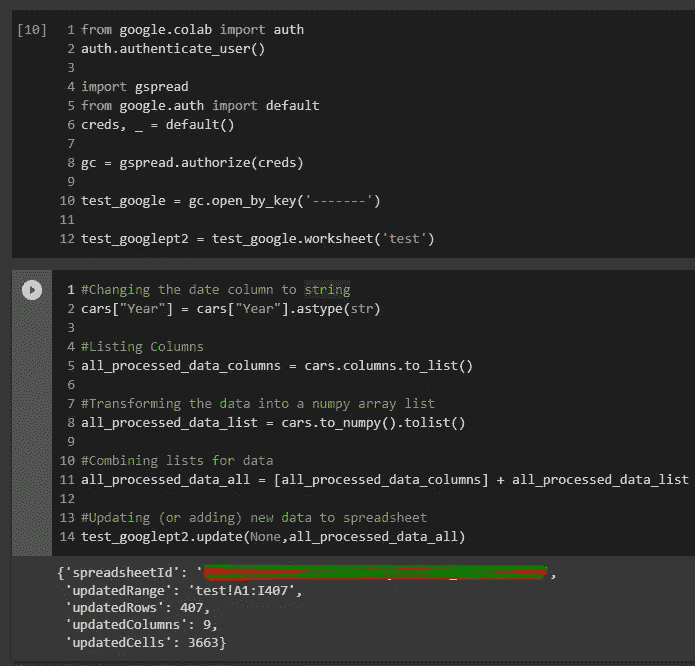 [10] 1 from google.colab import auth
2 auth.authenticate_user()
3
4 import gspread
5 from google.auth import default
6 creds, _ = default()
7
8 gc = gspread.authorize(creds)
9
10 test_google = gc.open_by_key('-------')
11
12 test_googlept2 = test_google.worksheet('test')
1 #Changing the date column to string
2 cars["Year"] = cars["Year"].astype(str)
3
4 #Listing Columns
5 all_processed_data_columns = cars.columns.to_list()
6
7 #Transforming the data into a numpy array list
8 all_processed_data_list = cars.to_numpy().tolist()
9
10 #Combining lists for data
11 all_processed_data_all = [all_processed_data_columns] + all_processed_data_list
12
13 #Updating (or adding) new data to spreadsheet
14 test_googlept2.update(None,all_processed_data_all)
{'spreadsheetId': ' ',
'updatedRange': 'test!A1:I407',
'updatedRows': 407,
'updatedColumns': 9,
'updatedCells': 3663}